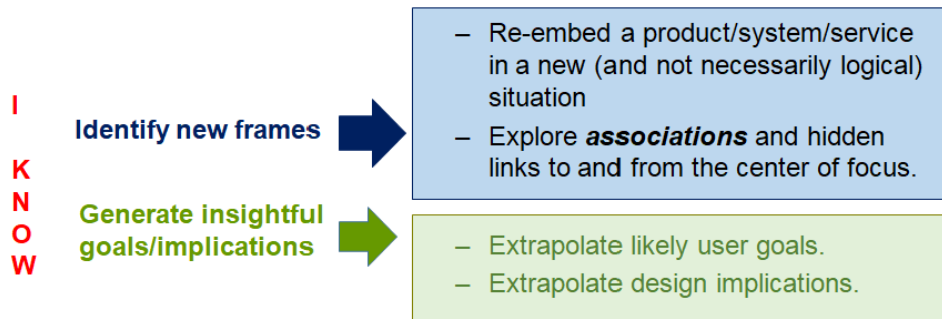 I
K
N
O
W
Identify new frames
– Re-embed a product/system/service
in a new (and not necessarily logical)
situation
– Explore associations and hidden
links to and from the center of focus.
Generate insightful
goals/implications
– Extrapolate likely user goals.
– Extrapolate design implications.